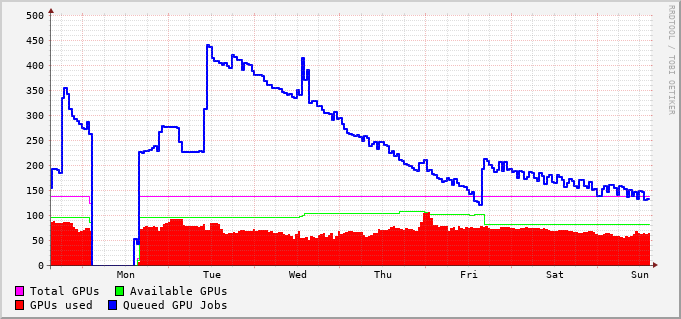 500
450
400
350
300
250
200
150
100
50
0
Mon Tue Wed Thu Fri Sat Sun
Total GPUs Available GPUs
GPUs used Queued GPU Jobs
RRDTOOL / TOBI OETIKER